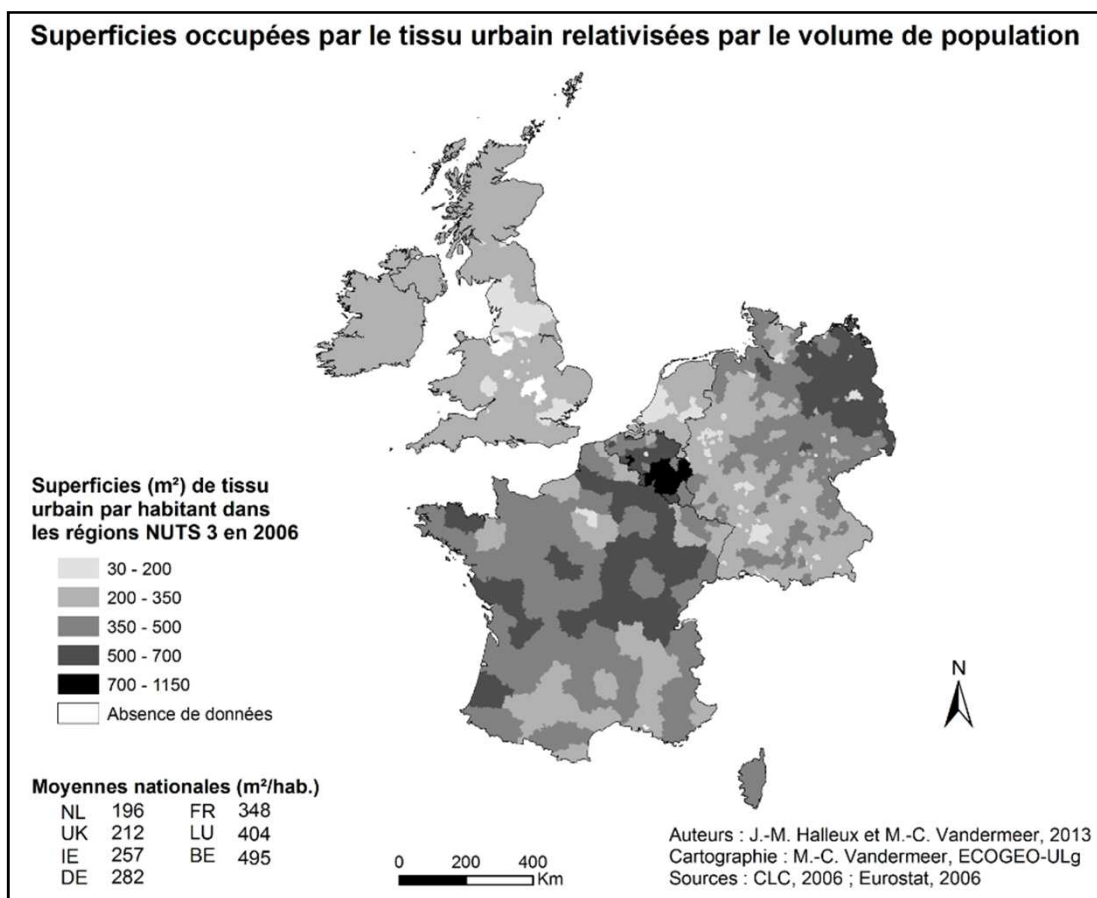 Superficies occupées par le tissu urbain relativisées par le volume de population
Superficies (m²) de tissu
urbain par habitant dans
les régions NUTS 3 en 2006
30 - 200
200 - 350
350 - 500
500 - 700
700 - 1150
Absence de données
Moyennes nationales (m²/hab.)
NL 196 FR 348
UK 212 LU 404
IE 257 BE 495
DE 282
0 200 400
Km
N
Auteurs : J.-M. Halleux et M.-C. Vandermeer, 2013
Cartographie : M.-C. Vandermeer, ECOGEO-ULg
Sources : CLC, 2006 ; Eurostat, 2006